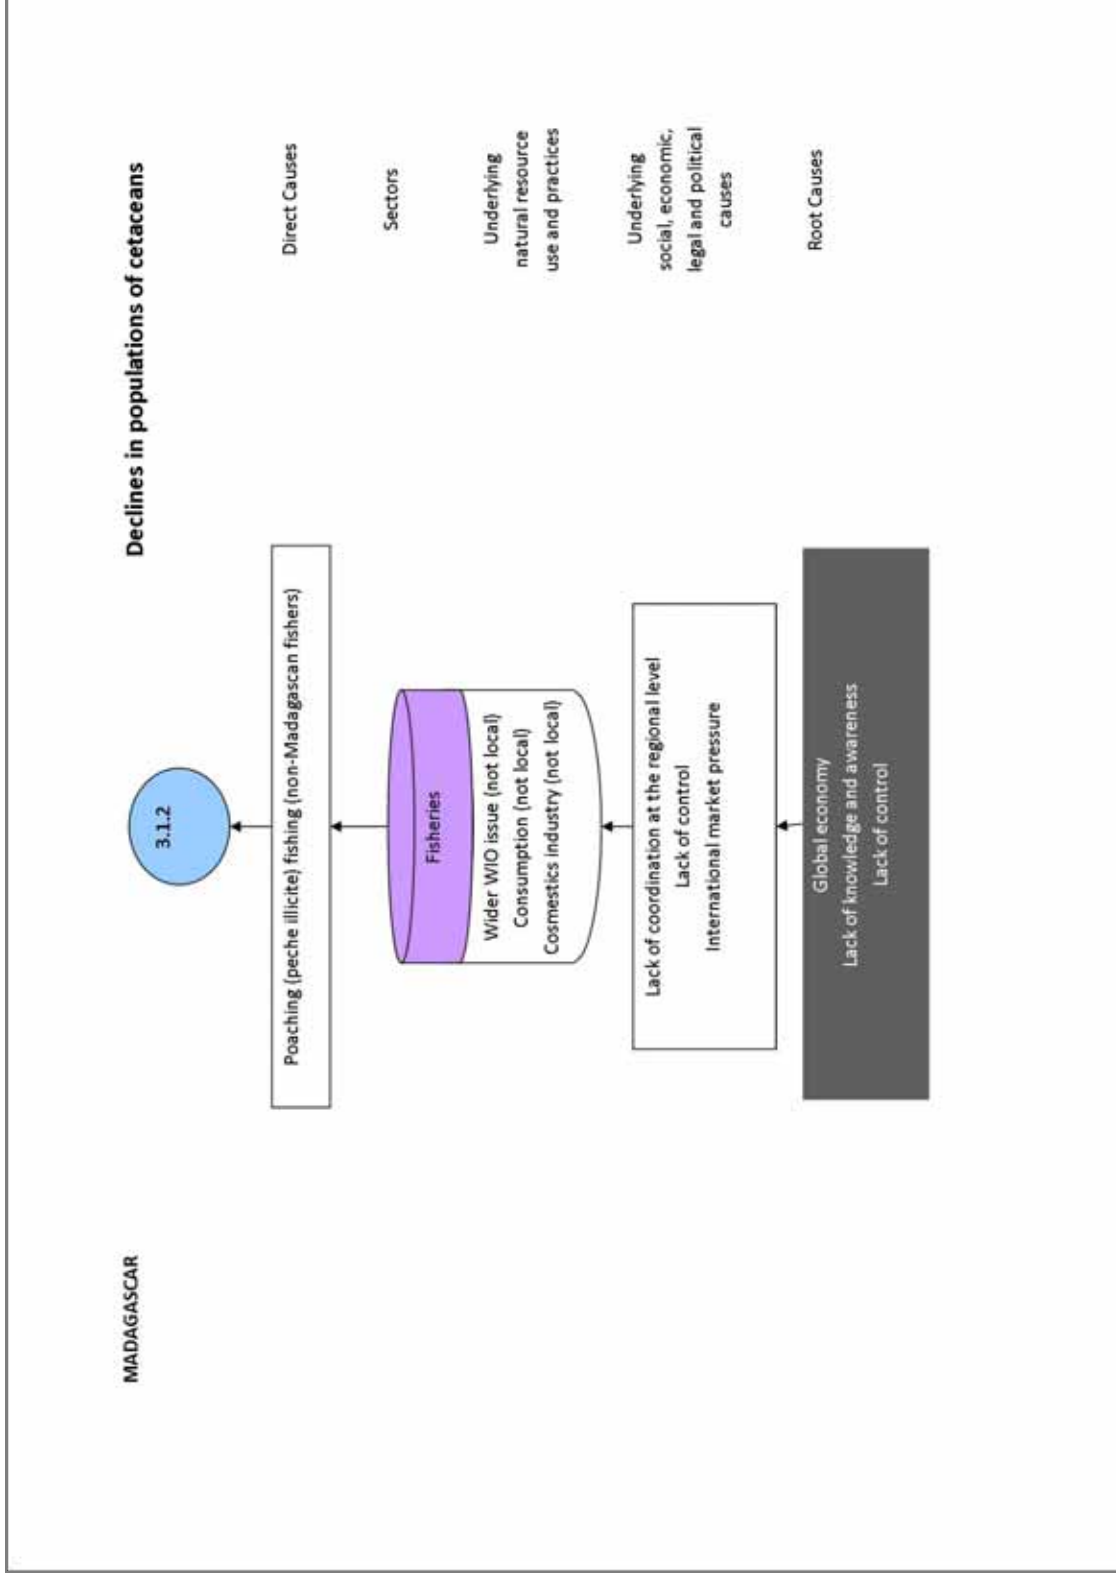 MADAGASCAR
Declines in populations of cetaceans
3.1.2
Poaching (peche illicite) fishing (non-Madagascan fishers)
Direct Causes
Fisheries
Sectors
Wider WIO issue (not local)
Consumption (not local)
Cosmestics industry (not local)
Underlying
natural resource
use and practices
Lack of coordination at the regional level
Lack of control
International market pressure
Underlying
social, economic,
legal and political
causes
Global economy
Lack of knowledge and awareness
Lack of control
Root Causes